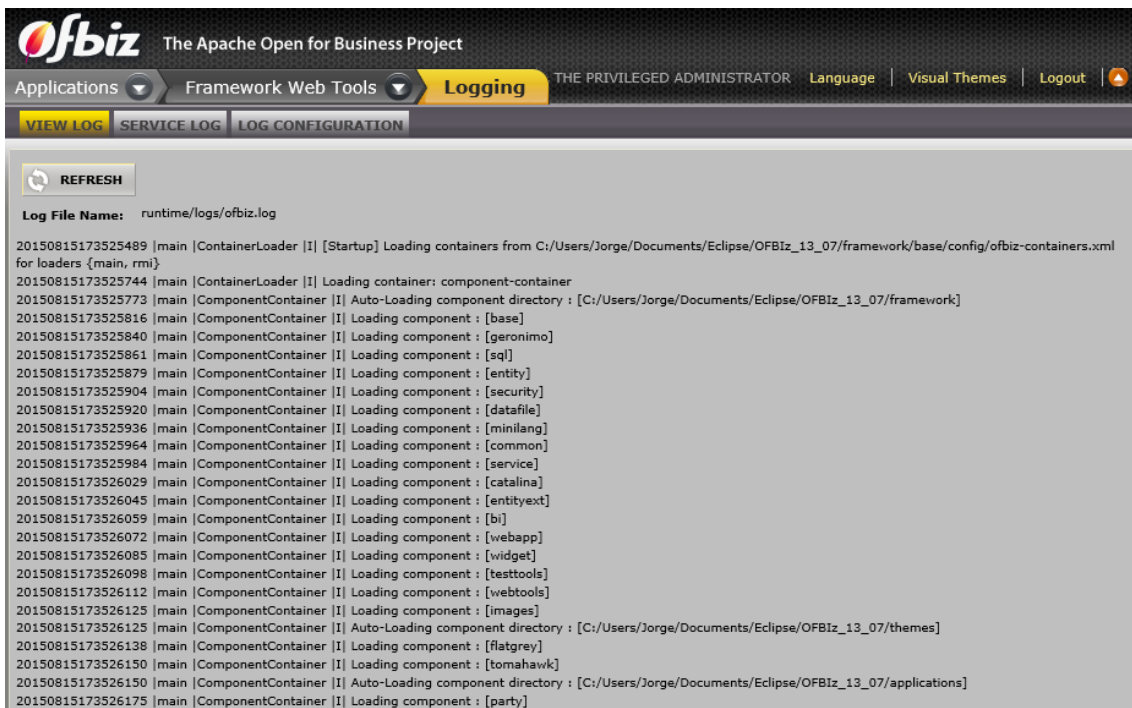 Ofbiz The Apache Open for Business Project
Applications Framework Web Tools Logging THE PRIVILEGED ADMINISTRATOR Language Visual Themes Logout
VIEW LOG SERVICE LOG LOG CONFIGURATION
REFRESH
Log File Name: runtime/logs/ofbiz.log
20150815173525489 |main |ContainerLoader |I| [Startup] Loading containers from C:/Users/Jorge/Documents/Eclipse/OFBIz_13_07/framework/base/config/ofbiz-containers.xml
for loaders {main, rmi}
20150815173525744 |main |ContainerLoader |I| Loading container: component-container
20150815173525773 |main |ComponentContainer |I| Auto-Loading component directory : [C:/Users/Jorge/Documents/Eclipse/OFBIz_13_07/framework]
20150815173525816 |main |ComponentContainer |I| Loading component : [base]
20150815173525840 |main |ComponentContainer |I| Loading component : [geronimo]
20150815173525861 |main |ComponentContainer |I| Loading component : [sql]
20150815173525879 |main |ComponentContainer |I| Loading component : [entity]
20150815173525904 |main |ComponentContainer |I| Loading component : [security]
20150815173525920 |main |ComponentContainer |I| Loading component : [datafile]
20150815173525936 |main |ComponentContainer |I| Loading component : [minilang]
20150815173525964 |main |ComponentContainer |I| Loading component : [common]
20150815173525984 |main |ComponentContainer |I| Loading component : [service]
20150815173526029 |main |ComponentContainer |I| Loading component : [catalina]
20150815173526045 |main |ComponentContainer |I| Loading component : [entityext]
20150815173526059 |main |ComponentContainer |I| Loading component : [bi]
20150815173526072 |main |ComponentContainer |I| Loading component : [webapp]
20150815173526085 |main |ComponentContainer |I| Loading component : [widget]
20150815173526098 |main |ComponentContainer |I| Loading component : [testtools]
20150815173526112 |main |ComponentContainer |I| Loading component : [webtools]
20150815173526125 |main |ComponentContainer |I| Loading component : [images]
20150815173526125 |main |ComponentContainer |I| Auto-Loading component directory : [C:/Users/Jorge/Documents/Eclipse/OFBIz_13_07/themes]
20150815173526138 |main |ComponentContainer |I| Loading component : [flatgrey]
20150815173526150 |main |ComponentContainer |I| Loading component : [tomahawk]
20150815173526150 |main |ComponentContainer |I| Auto-Loading component directory : [C:/Users/Jorge/Documents/Eclipse/OFBIz_13_07/applications]
20150815173526175 |main |ComponentContainer |I| Loading component : [party]